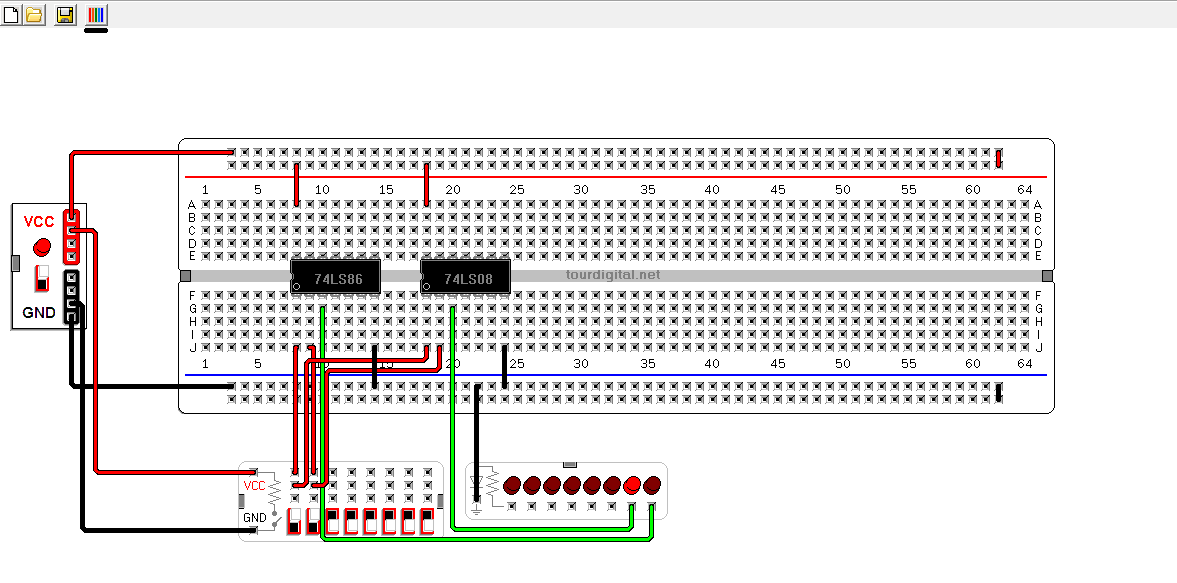 1 5 10 15 20 25 30 35 40 45 50 55 60 64
A A
B B
C C
D D
E E
VCC
74LS86 74LS08 tourdigital.net
GND
F F
G G
H H
I I
J J
1 5 15 20 25 30 35 40 45 50 55 60 64
VCC
GND